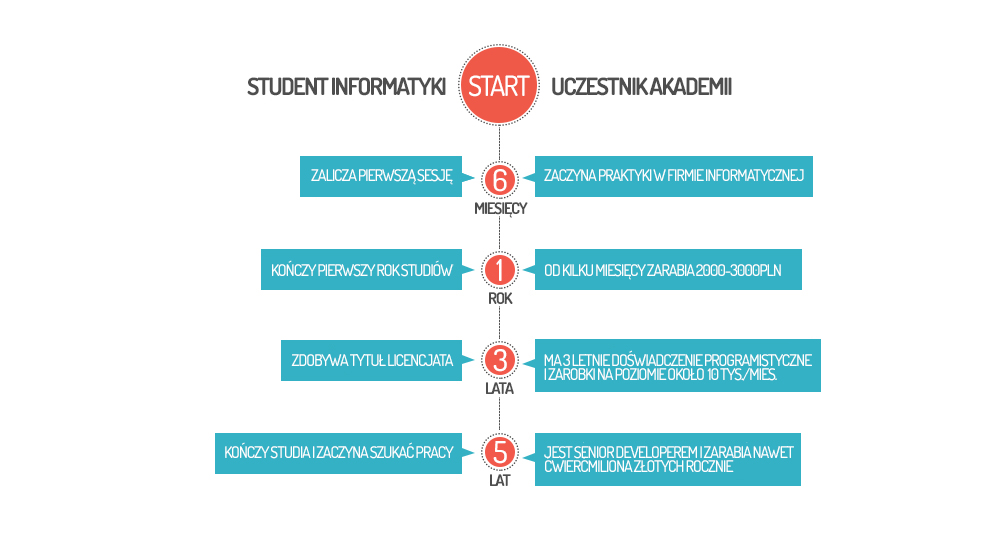 STUDENT INFORMATYKI
START
UCZESTNIK AKADEMII
ZALICZA PIERWSZĄ SESJĘ
6
MIESIĘCY
ZACZYNA PRAKTYKI W FIRMIE INFORMATYCZNEJ
KOŃCZY PIERWSZY ROK STUDIÓW
1
ROK
OD KILKU MIESIĘCY ZARABIA 2000-3000PLN
ZDOBYWA TYTUŁ LICENCJATA
3
LATA
MA 3 LETNIE DOŚWIADCZENIE PROGRAMISTYCZNE
I ZAROBKI NA POZIOMIE OKOŁO 10 TYS./MIES.
KOŃCZY STUDIA I ZACZYNA SZUKAĆ PRACY
5
LAT
JEST SENIOR DEVELOPEREM I ZARABIA NAWET
ĆWIERĆMILIONA ZŁOTYCH ROCZNIE